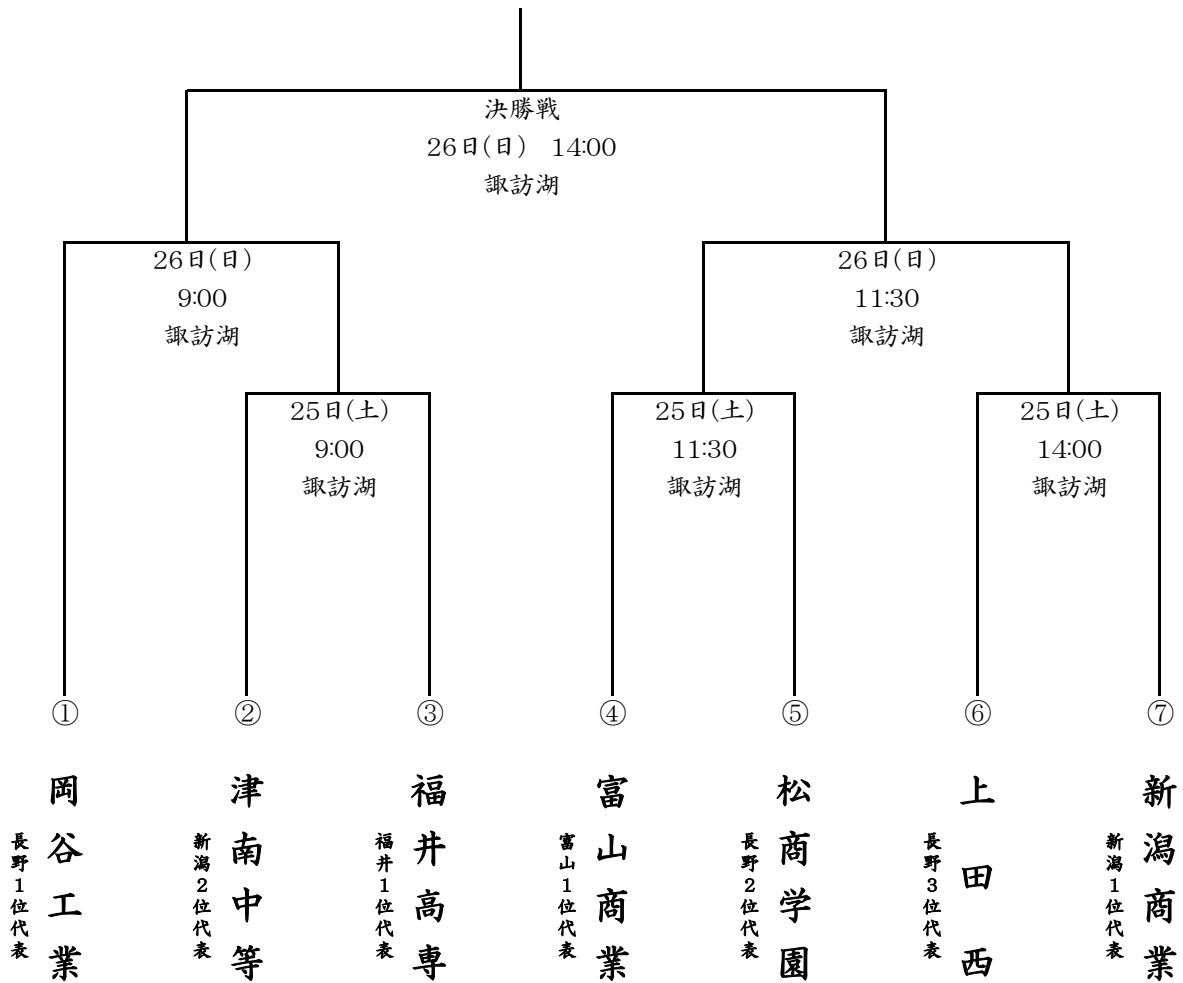 決勝戦
26日(日) 14:00
諏訪湖
26日(日)
9:00
諏訪湖
26日(日)
11:30
諏訪湖
25日(土)
9:00
諏訪湖
25日(土)
11:30
諏訪湖
25日(土)
14:00
諏訪湖
①
岡谷工業
長野1位代表
②
津南中等
新潟2位代表
③
福井高専
福井1位代表
④
富山商業
富山1位代表
⑤
松商学園
長野2位代表
⑥
上田西
長野3位代表
⑦
新潟商業
新潟1位代表